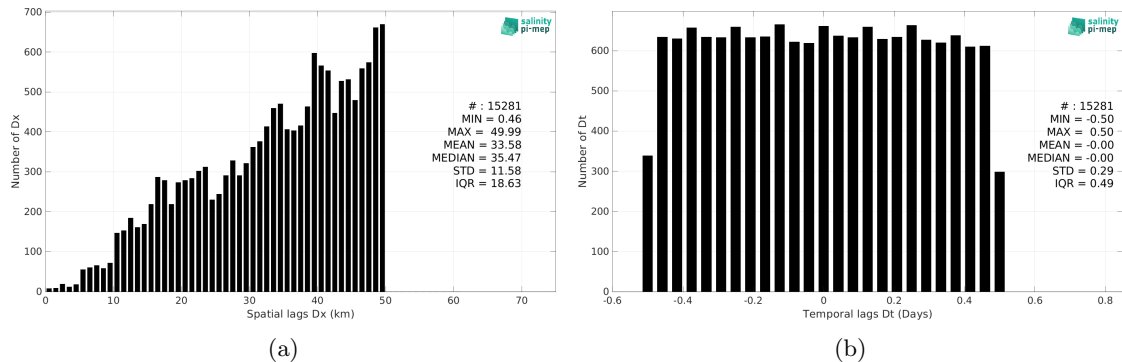 700
600
500
400
300
200
100
0
Number of Dx
0 10 20 30 40 50 60 70
Spatial lags Dx (km)
salinity
pi-mep
# : 15281
MIN = 0.46
MAX = 49.99
MEAN = 33.58
MEDIAN = 35.47
STD = 11.58
IQR = 18.63
(a)
600
500
400
300
200
100
0
Number of Dt
-0.6 -0.4 -0.2 0 0.2 0.4 0.6 0.8
Temporal lags Dt (Days)
salinity
pi-mep
# : 15281
MIN = -0.50
MAX = 0.50
MEAN = -0.00
MEDIAN = -0.00
STD = 0.29
IQR = 0.49
(b)